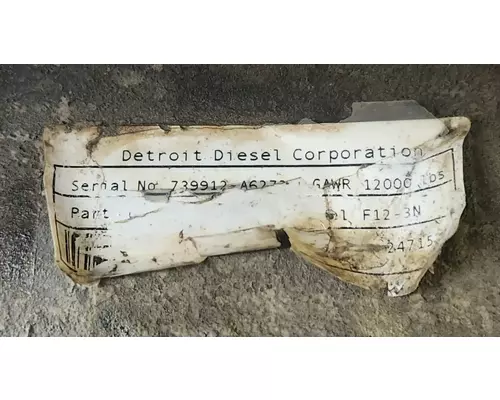 Detroit Diesel Corporation
Serial No 739912-A627 GAWR 12000 lbs
Part F12-3N
24715